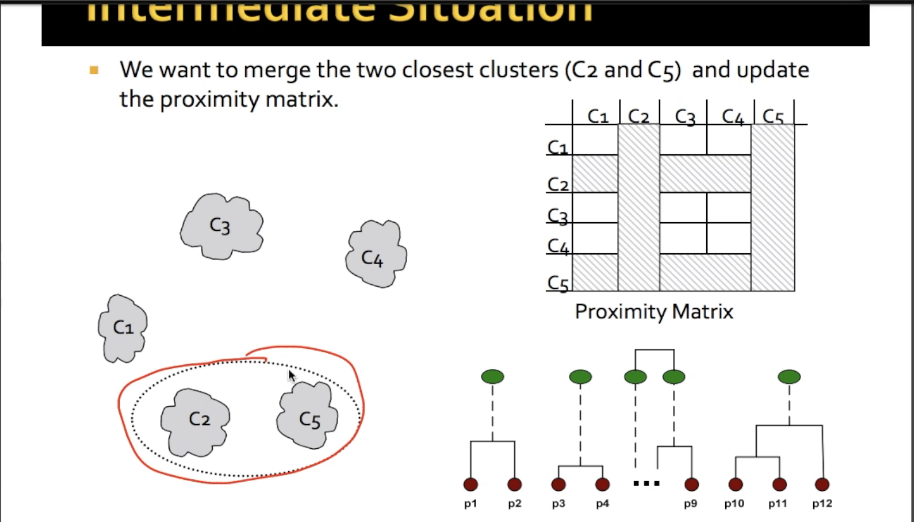 Intermediate Situation
We want to merge the two closest clusters (C2 and C5) and update
the proximity matrix.
C1 C2 C3 C4 C5
C1
C2
C3
C4
C5
Proximity Matrix
C3
C4
C1
C2
C5
...
p1 p2 p3 p4 p9 p10 p11 p12